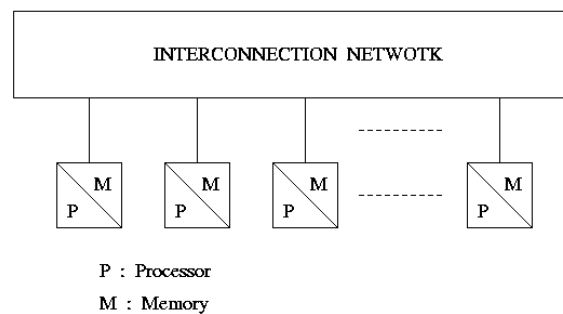 INTERCONNECTION NETWOTK
M M M M
P P P P
P : Processor
M : Memory